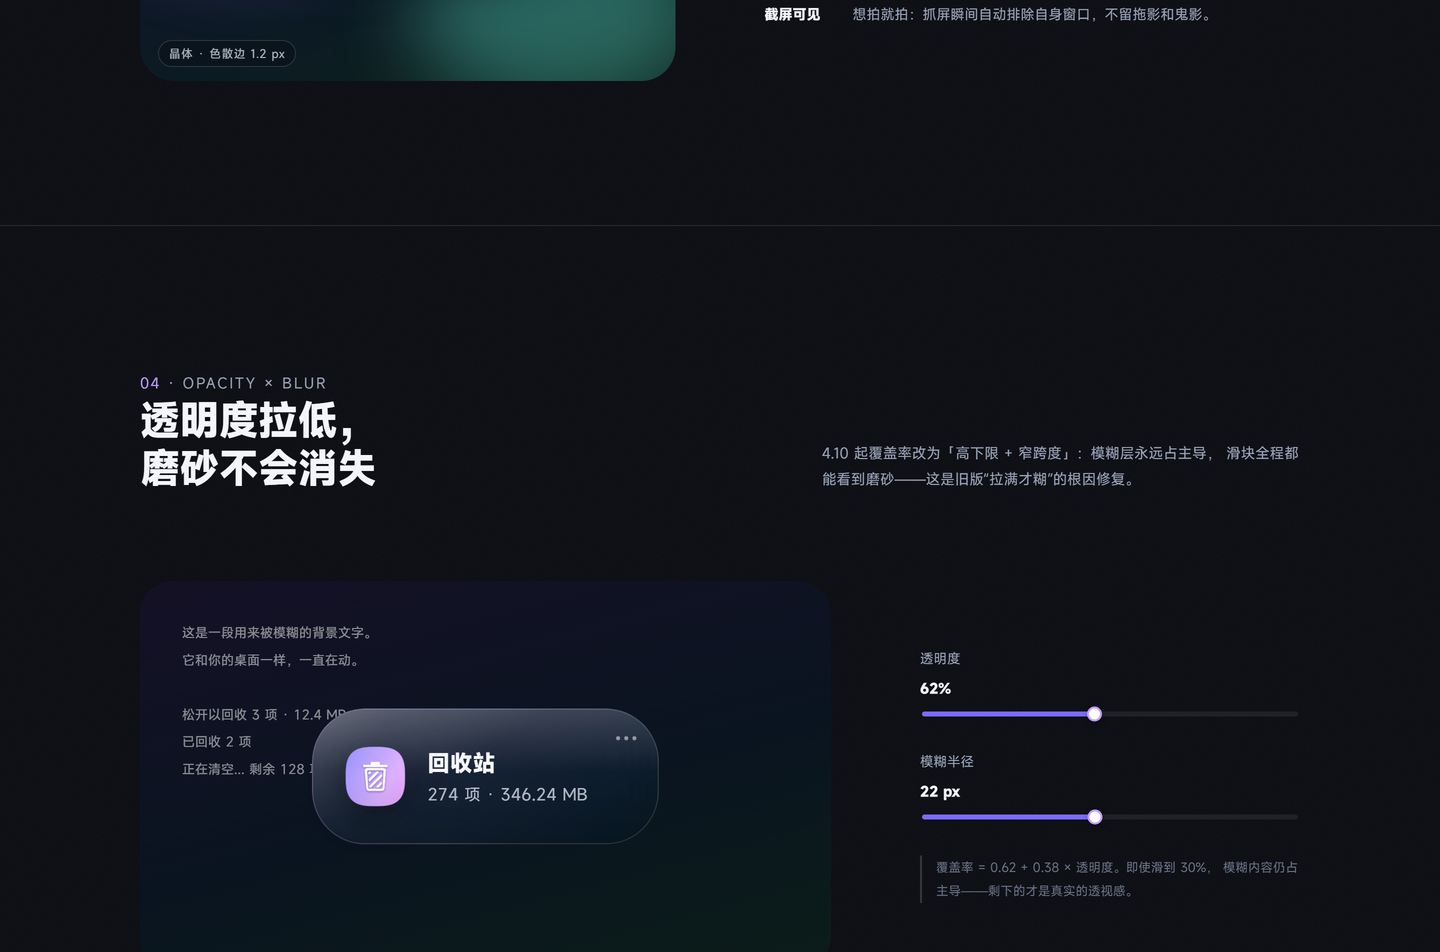 截屏可见
想拍就拍：抓屏瞬间自动排除自身窗口，不留拖影和鬼影。
晶体 · 色散边 1.2 px
04 · OPACITY × BLUR
透明度拉低，
磨砂不会消失
4.10 起覆盖率改为「高下限 + 窄跨度」：模糊层永远占主导， 滑块全程都
能看到磨砂——这是旧版“拉满才糊”的根因修复。
这是一段用来被模糊的背景文字。
它和你的桌面一样，一直在动。
松开以回收 3 项 · 12.4 MB
已回收 2 项
正在清空... 剩余 128
回收站
274 项 · 346.24 MB
透明度
62%
模糊半径
22 px
覆盖率 = 0.62 + 0.38 × 透明度。即使滑到 30%， 模糊内容仍占
主导——剩下的才是真实的透视感。